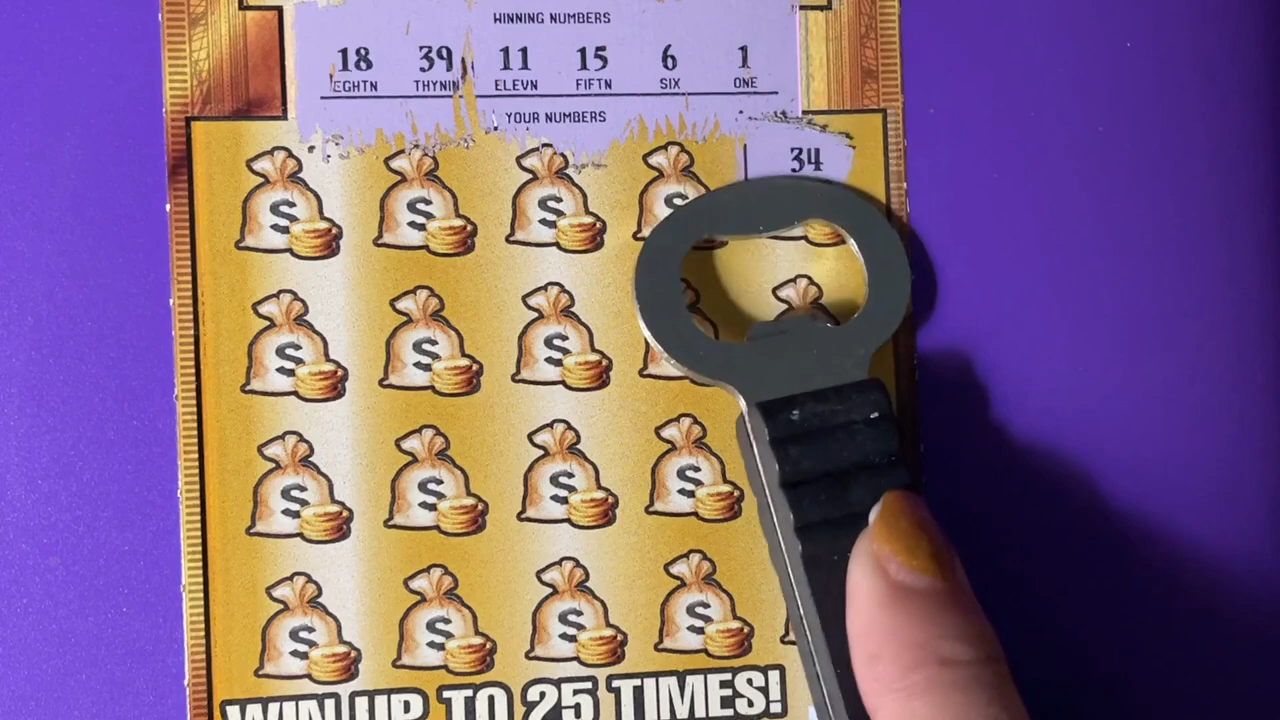 WINNING NUMBERS
18 39 11 15 6 1
EGHTN THYNIN ELEVN FIFTN SIX ONE
YOUR NUMBERS
34
$ $ $ $
$ $ $
$ $ $ $
$ $ $ $
WIN UP TO 25 TIMES!